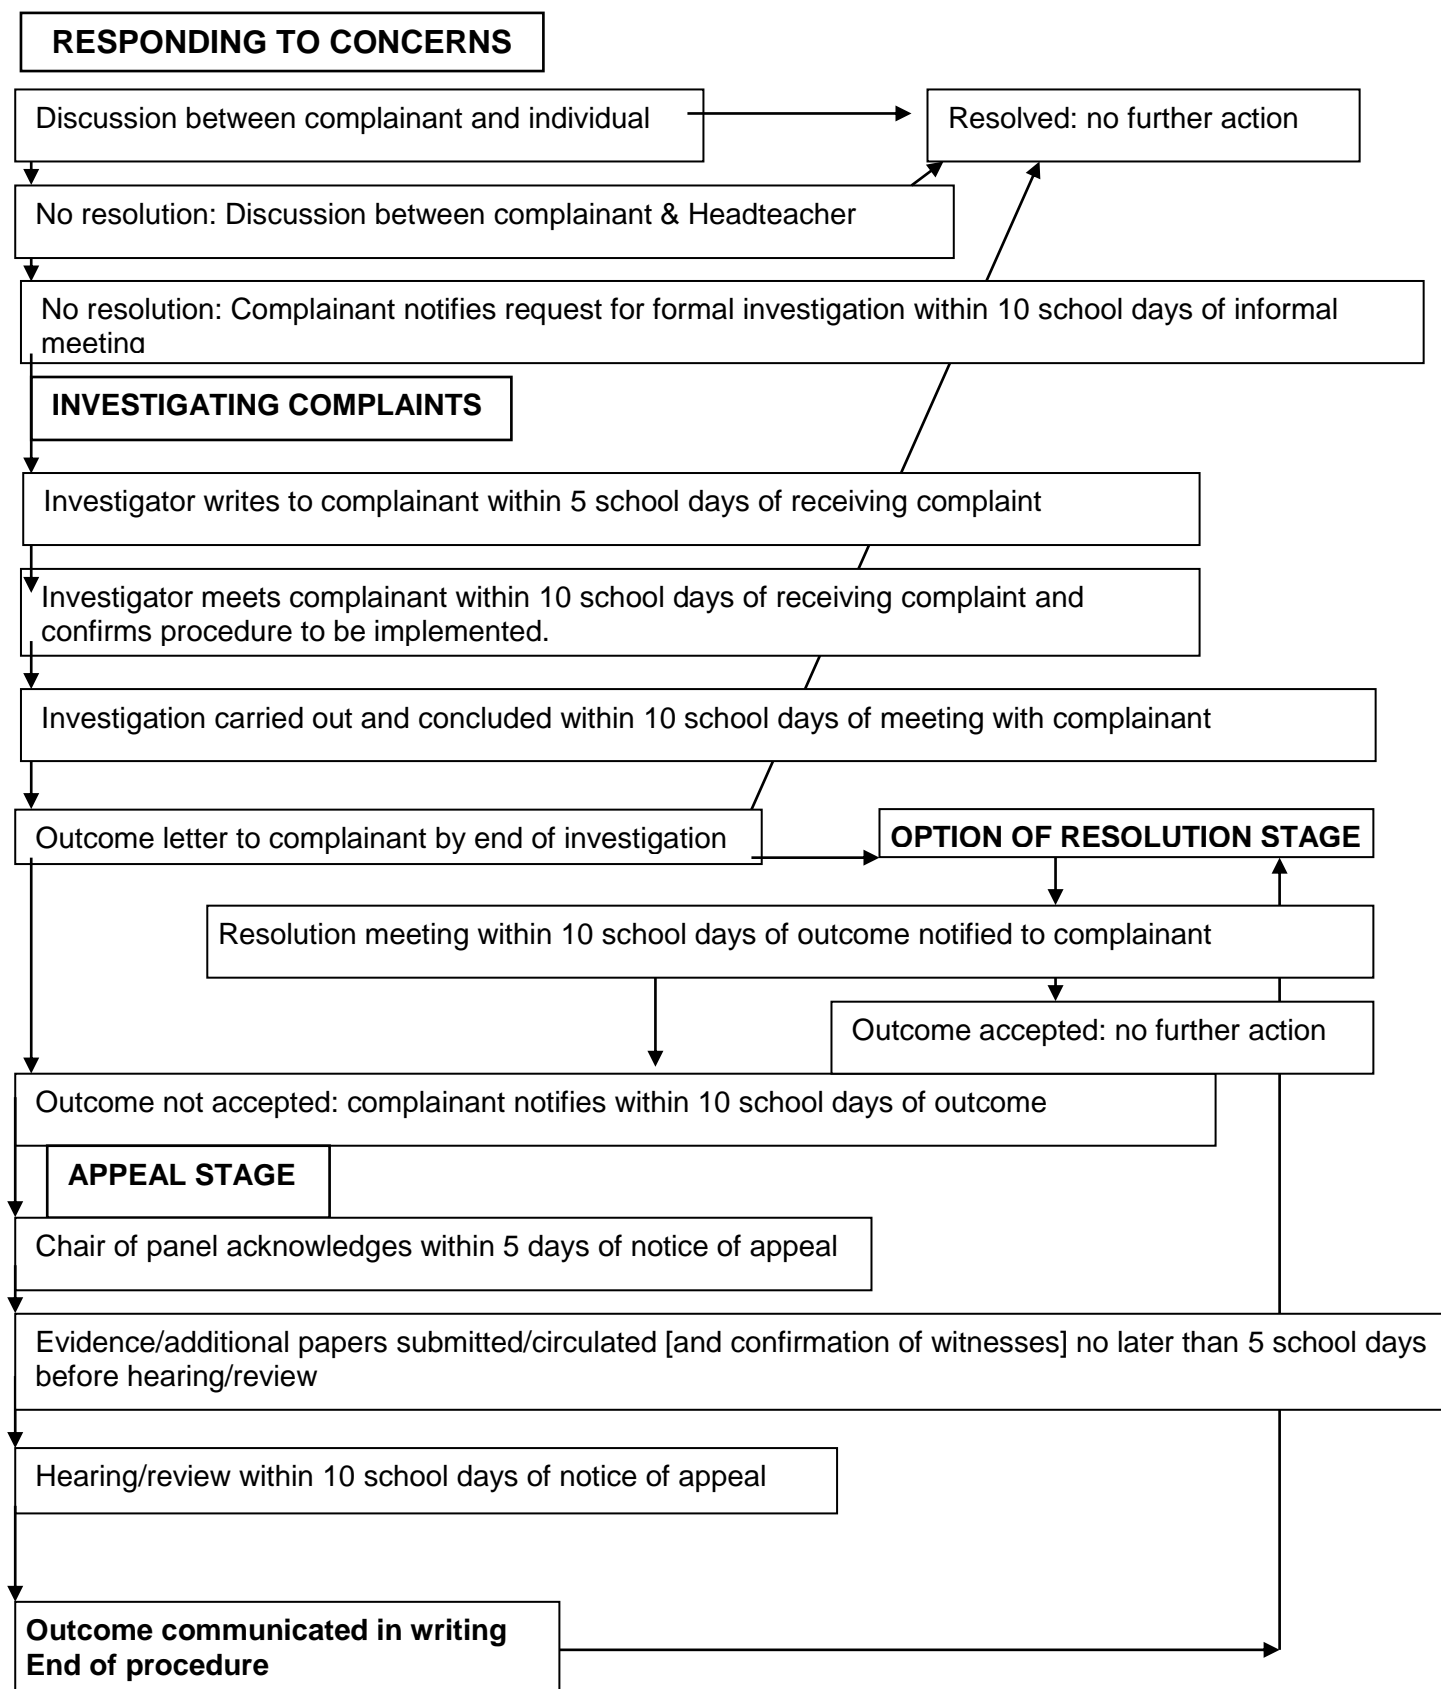 RESPONDING TO CONCERNS
Discussion between complainant and individual
Resolved: no further action
No resolution: Discussion between complainant & Headteacher
No resolution: Complainant notifies request for formal investigation within 10 school days of informal
meeting
INVESTIGATING COMPLAINTS
Investigator writes to complainant within 5 school days of receiving complaint
Investigator meets complainant within 10 school days of receiving complaint and
confirms procedure to be implemented.
Investigation carried out and concluded within 10 school days of meeting with complainant
Outcome letter to complainant by end of investigation
OPTION OF RESOLUTION STAGE
Resolution meeting within 10 school days of outcome notified to complainant
Outcome accepted: no further action
Outcome not accepted: complainant notifies within 10 school days of outcome
APPEAL STAGE
Chair of panel acknowledges within 5 days of notice of appeal
Evidence/additional papers submitted/circulated [and confirmation of witnesses] no later than 5 school days
before hearing/review
Hearing/review within 10 school days of notice of appeal
Outcome communicated in writing
End of procedure